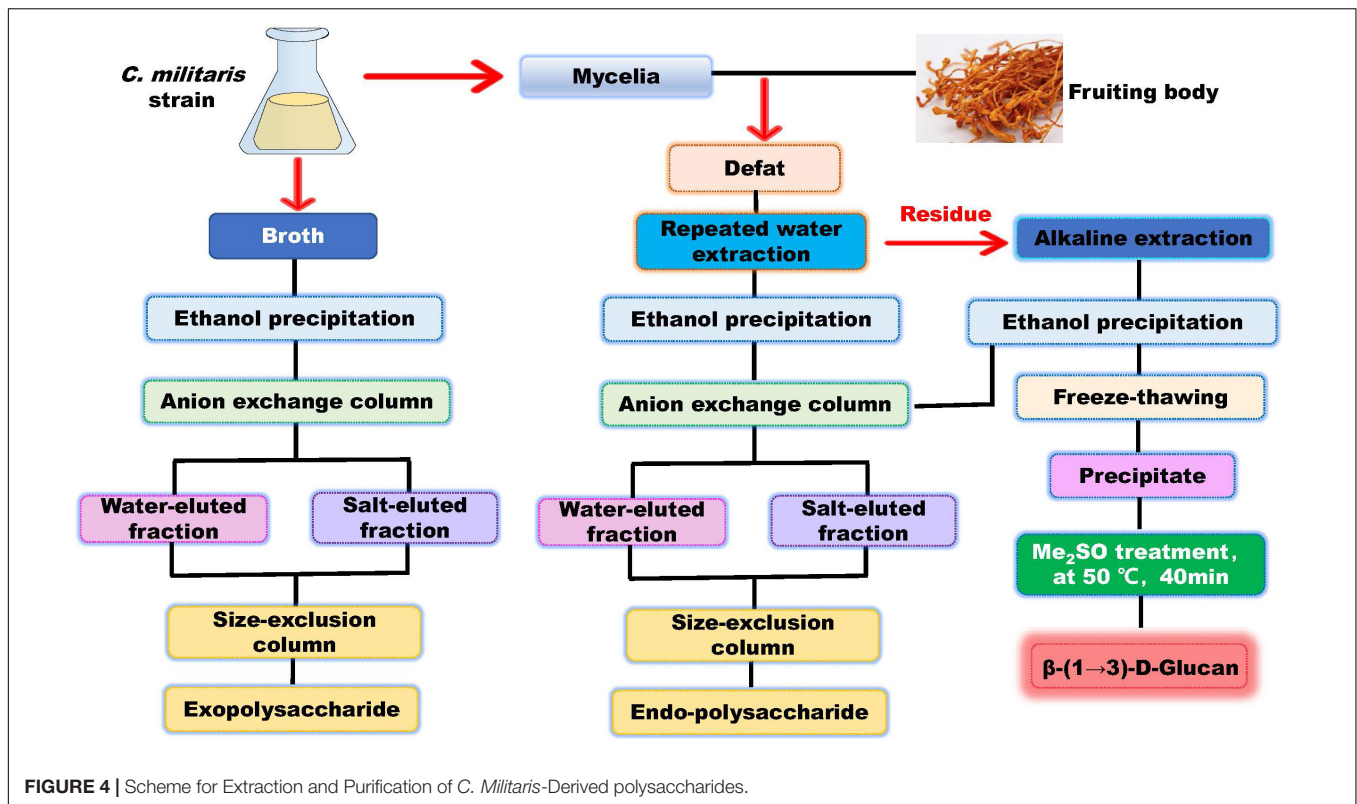 C. militaris
strain
Mycelia
Fruiting body
Defat
Broth
Repeated water
extraction
Residue
Alkaline extraction
Ethanol precipitation
Ethanol precipitation
Ethanol precipitation
Anion exchange column
Anion exchange column
Freeze-thawing
Water-eluted
fraction
Salt-eluted
fraction
Water-eluted
fraction
Salt-eluted
fraction
Precipitate
Me₂SO treatment,
at 50 ℃, 40min
Size-exclusion
column
Size-exclusion
column
β-(1→3)-D-Glucan
Exopolysaccharide
Endo-polysaccharide
FIGURE 4 | Scheme for Extraction and Purification of C. Militaris-Derived polysaccharides.